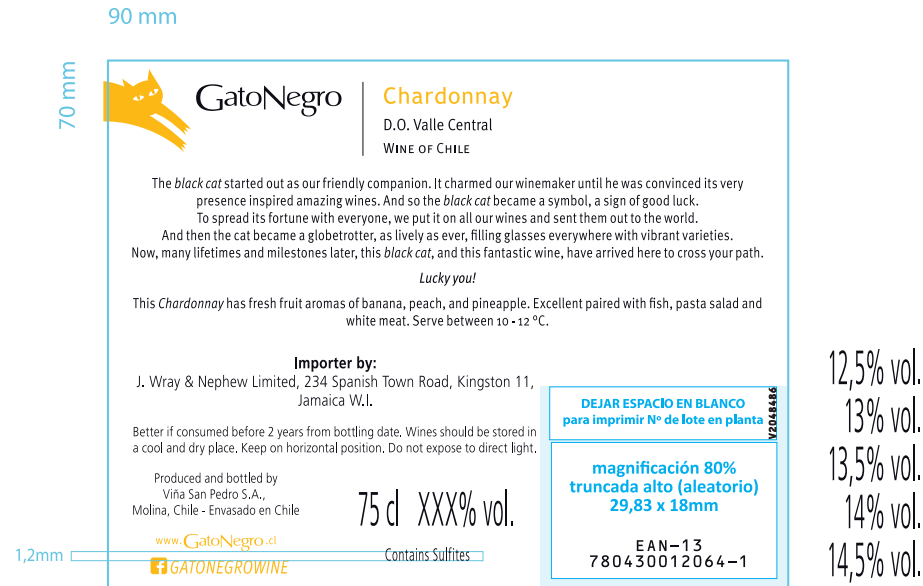 90 mm
70 mm
GatoNegro
Chardonnay
D.O. Valle Central
WINE OF CHILE
The black cat started out as our friendly companion. It charmed our winemaker until he was convinced its very
presence inspired amazing wines. And so the black cat became a symbol, a sign of good luck.
To spread its fortune with everyone, we put it on all our wines and sent them out to the world.
And then the cat became a globetrotter, as lively as ever, filling glasses everywhere with vibrant varieties.
Now, many lifetimes and milestones later, this black cat, and this fantastic wine, have arrived here to cross your path.
Lucky you!
This Chardonnay has fresh fruit aromas of banana, peach, and pineapple. Excellent paired with fish, pasta salad and
white meat. Serve between 10 - 12 °C.
Importer by:
J. Wray & Nephew Limited, 234 Spanish Town Road, Kingston 11,
Jamaica W.I.
Better if consumed before 2 years from bottling date. Wines should be stored in
a cool and dry place. Keep on horizontal position. Do not expose to direct light.
Produced and bottled by
Viña San Pedro S.A.,
Molina, Chile - Envasado en Chile
www.GatoNegro.cl
GATONEGROWINE
1,2mm
75 cl XXX% vol.
Contains Sulfites
DEJAR ESPACIO EN BLANCO
para imprimir Nº de lote en planta
V2048486
magnificación 80%
truncada alto (aleatorio)
29,83 x 18mm
EAN-13
780430012064-1
12,5% vol.
13% vol.
13,5% vol.
14% vol.
14,5% vol.